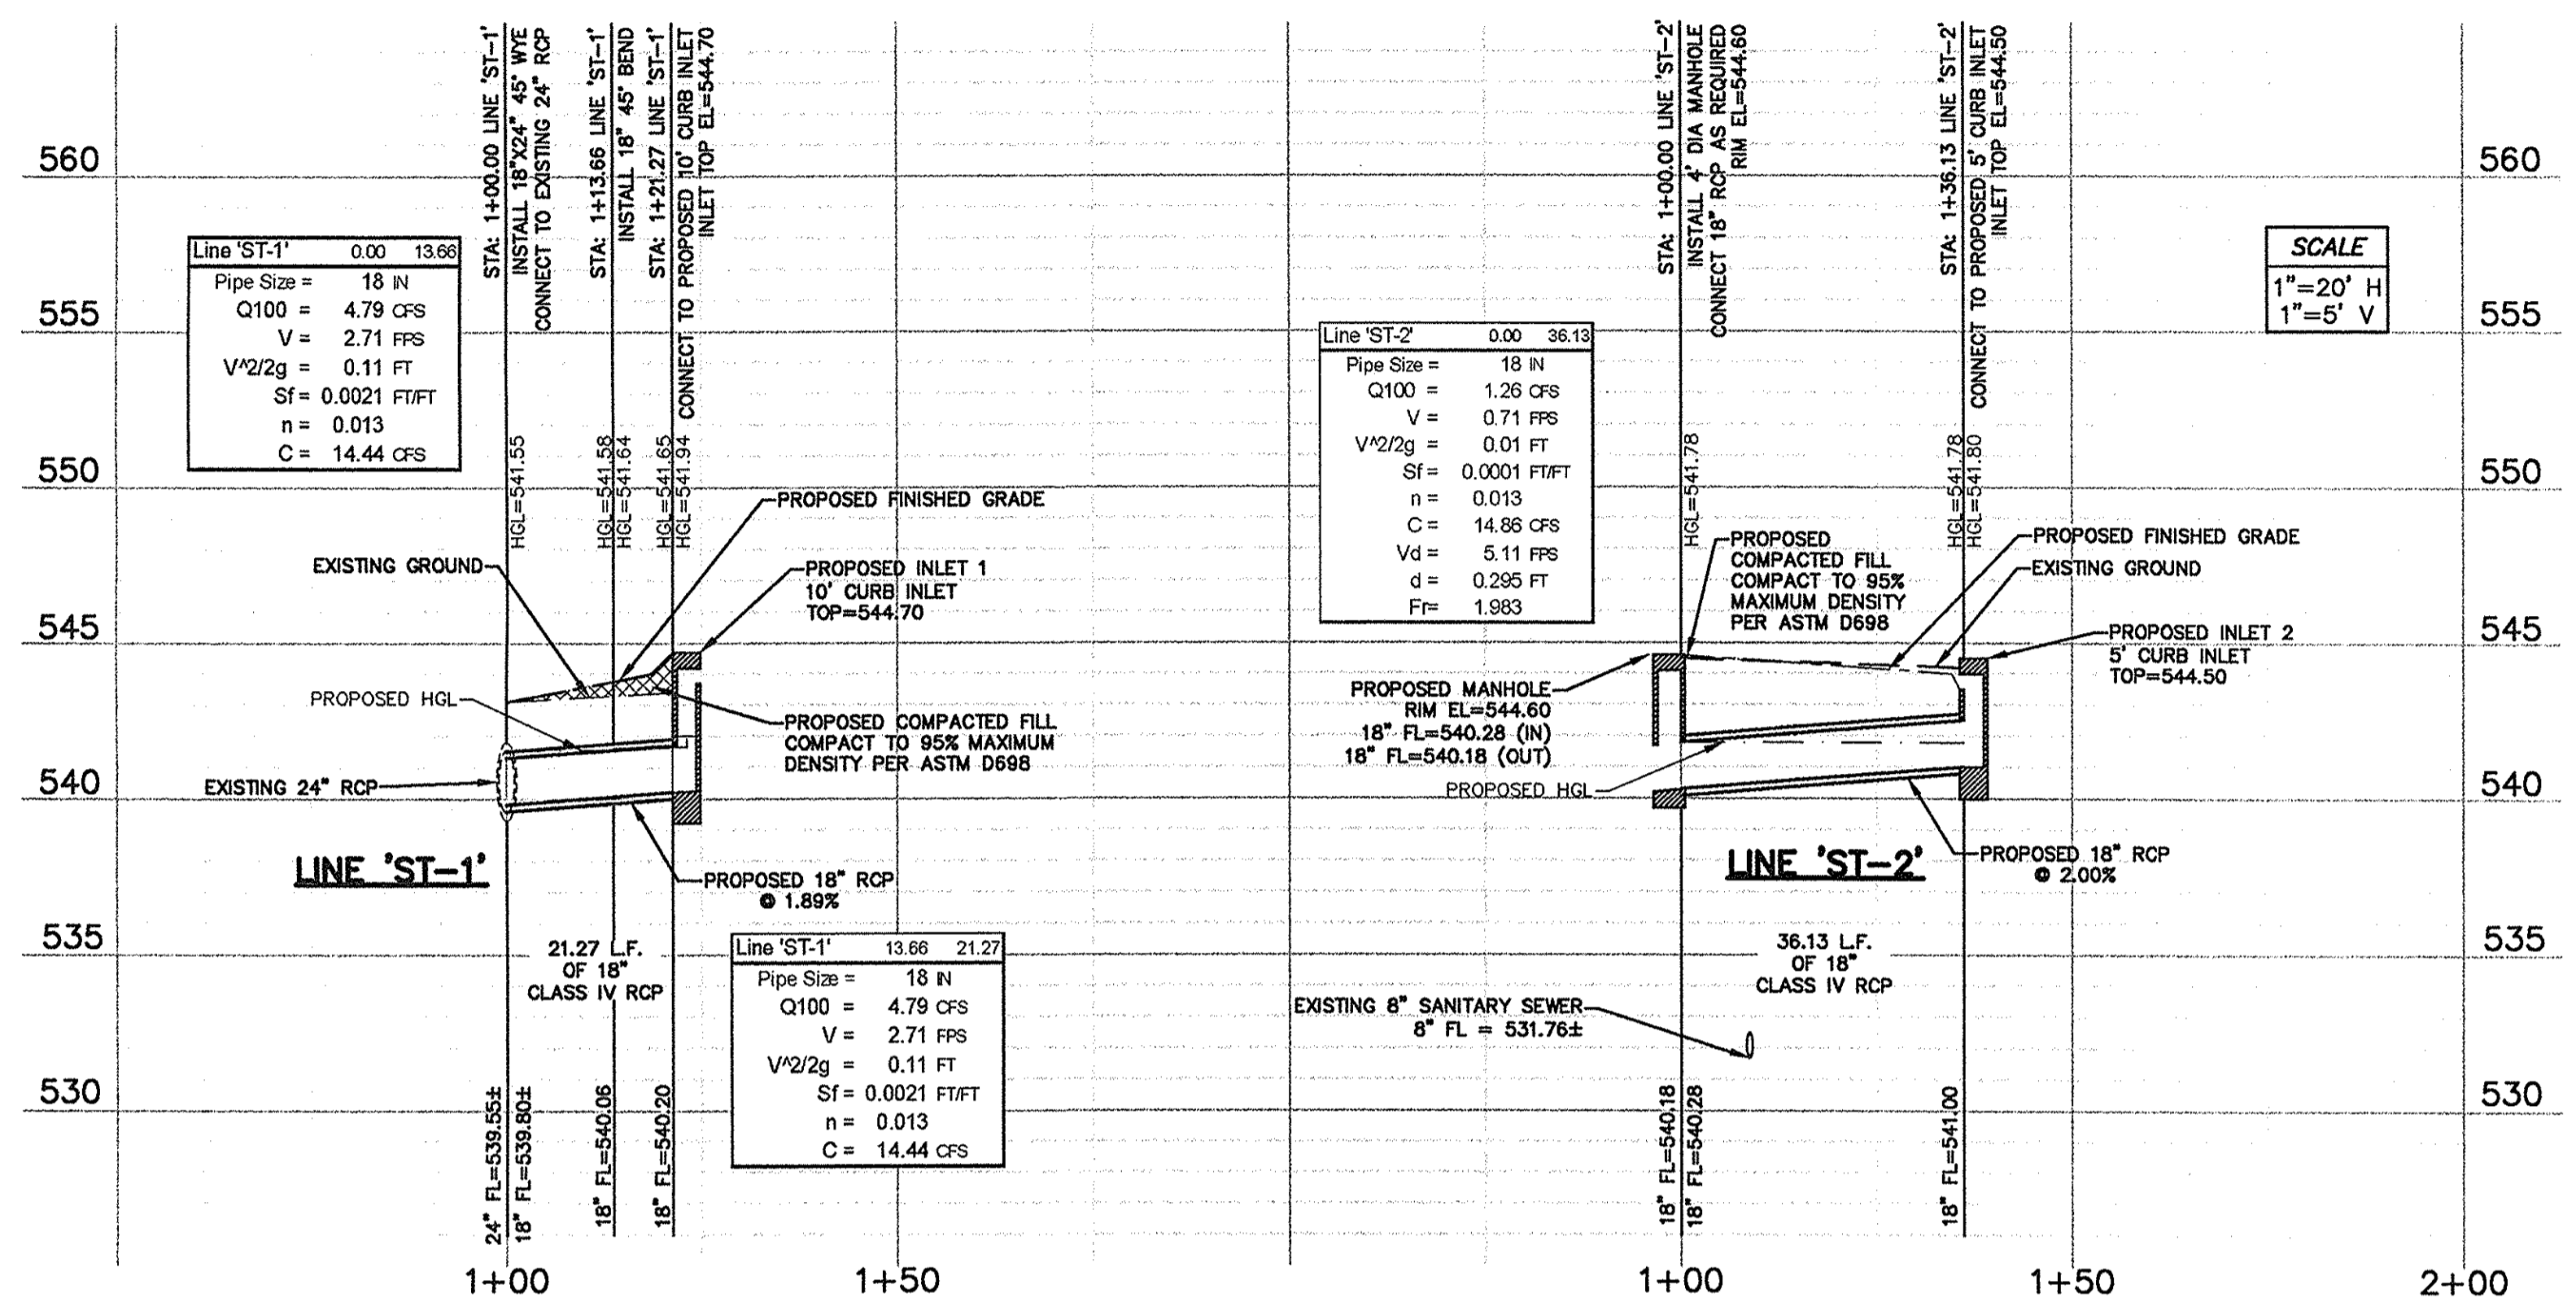 STA: 1+00.00 LINE 'ST-1'
INSTALL 18"X24" 45° WYE
CONNECT TO EXISTING 24" RCP
STA: 1+13.66 LINE 'ST-1'
INSTALL 18" 45° BEND
STA: 1+21.27 LINE 'ST-1'
CONNECT TO PROPOSED 10' CURB INLET
INLET TOP EL=544.70
STA: 1+00.00 LINE 'ST-2'
INSTALL 4' DIA MANHOLE
CONNECT 18" RCP AS REQUIRED
RIM EL=544.60
STA: 1+36.13 LINE 'ST-2'
CONNECT TO PROPOSED 5' CURB INLET
INLET TOP EL=544.50
560
555
550
545
540
535
530
560
555
550
545
540
535
530
SCALE
1"=20' H
1"=5' V
Line 'ST-1' 0.00 13.66
Pipe Size = 18 IN
Q100 = 4.79 CFS
V = 2.71 FPS
V^2/2g = 0.11 FT
Sf = 0.0021 FT/FT
n = 0.013
C = 14.44 CFS
Line 'ST-2' 0.00 36.13
Pipe Size = 18 IN
Q100 = 1.26 CFS
V = 0.71 FPS
V^2/2g = 0.01 FT
Sf = 0.0001 FT/FT
n = 0.013
C = 14.86 CFS
Vd = 5.11 FPS
d = 0.295 FT
Fr= 1.983
HGL=541.55
HGL=541.58
HGL=541.64
HGL=541.65
HGL=541.94
HGL=541.78
HGL=541.78
HGL=541.80
PROPOSED FINISHED GRADE
EXISTING GROUND
PROPOSED INLET 1
10' CURB INLET
TOP=544.70
PROPOSED HGL
PROPOSED COMPACTED FILL
COMPACT TO 95% MAXIMUM
DENSITY PER ASTM D698
EXISTING 24" RCP
LINE 'ST-1'
PROPOSED 18" RCP
@ 1.89%
21.27 L.F.
OF 18"
CLASS IV RCP
Line 'ST-1' 13.66 21.27
Pipe Size = 18 IN
Q100 = 4.79 CFS
V = 2.71 FPS
V^2/2g = 0.11 FT
Sf = 0.0021 FT/FT
n = 0.013
C = 14.44 CFS
PROPOSED
COMPACTED FILL
COMPACT TO 95%
MAXIMUM DENSITY
PER ASTM D698
PROPOSED FINISHED GRADE
EXISTING GROUND
PROPOSED INLET 2
5' CURB INLET
TOP=544.50
PROPOSED MANHOLE
RIM EL=544.60
18" FL=540.28 (IN)
18" FL=540.18 (OUT)
PROPOSED HGL
LINE 'ST-2'
PROPOSED 18" RCP
@ 2.00%
36.13 L.F.
OF 18"
CLASS IV RCP
EXISTING 8" SANITARY SEWER
8" FL = 531.76±
24" FL=539.55±
18" FL=539.80±
18" FL=540.06
18" FL=540.20
18" FL=540.18
18" FL=540.28
18" FL=541.00
1+00
1+50
1+00
1+50
2+00